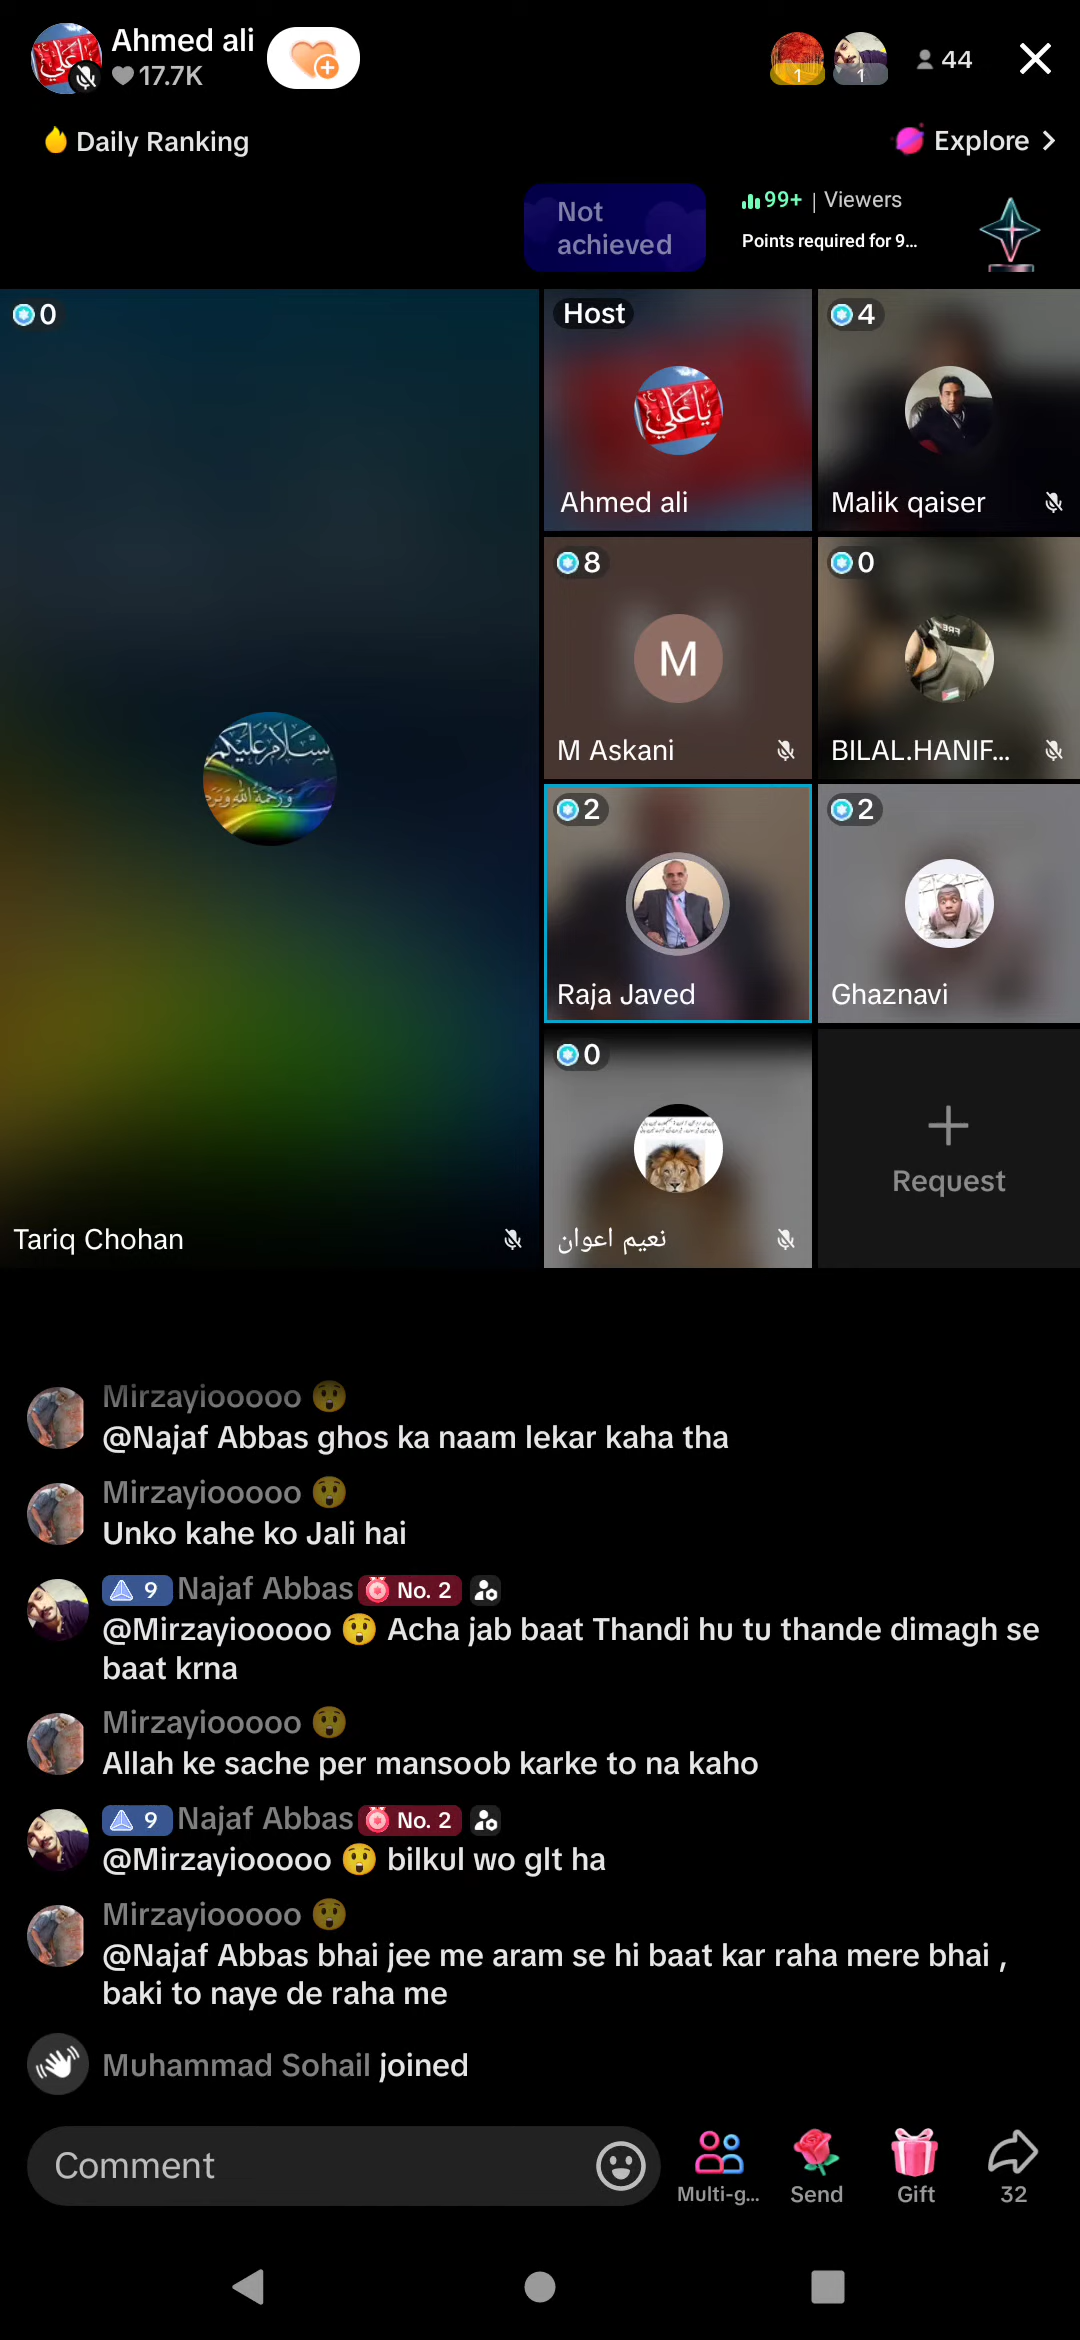 Ahmed ali
17.7K
1
1
44
Daily Ranking
Explore
Not
achieved
99+ | Viewers
Points required for 9...
0
Host
ياعلي
Ahmed ali
4
Malik qaiser
8
M
M Askani
0
BILAL.HANIF...
2
Raja Javed
2
Ghaznavi
Tariq Chohan
0
نعیم اعوان
+
Request
Mirzayiooooo 😲
@Najaf Abbas ghos ka naam lekar kaha tha
Mirzayiooooo 😲
Unko kahe ko Jali hai
9 Najaf Abbas No. 2
@Mirzayiooooo 😲 Acha jab baat Thandi hu tu thande dimagh se
baat krna
Mirzayiooooo 😲
Allah ke sache per mansoob karke to na kaho
9 Najaf Abbas No. 2
@Mirzayiooooo 😲 bilkul wo glt ha
Mirzayiooooo 😲
@Najaf Abbas bhai jee me aram se hi baat kar raha mere bhai ,
baki to naye de raha me
Muhammad Sohail joined
Comment
Multi-g...
Send
Gift
32